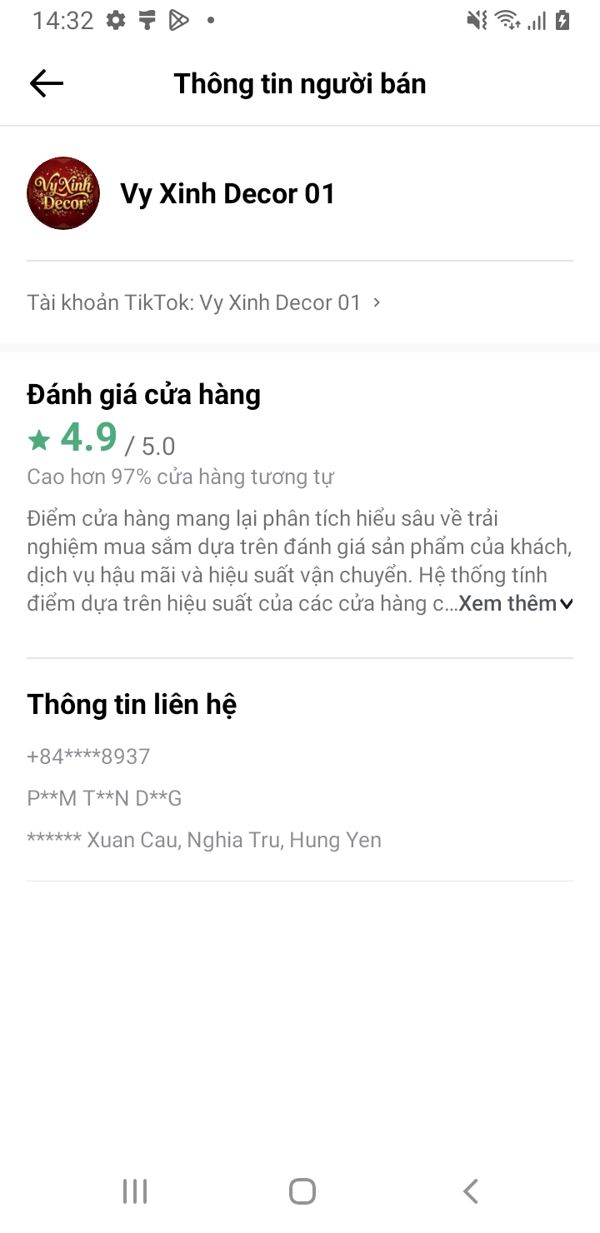 14:32
Thông tin người bán
Vy Xinh
Decor
Vy Xinh Decor 01
Tài khoản TikTok: Vy Xinh Decor 01 >
Đánh giá cửa hàng
4.9 / 5.0
Cao hơn 97% cửa hàng tương tự
Điểm cửa hàng mang lại phân tích hiểu sâu về trải
nghiệm mua sắm dựa trên đánh giá sản phẩm của khách,
dịch vụ hậu mãi và hiệu suất vận chuyển. Hệ thống tính
điểm dựa trên hiệu suất của các cửa hàng c...Xem thêm
Thông tin liên hệ
+84****8937
P**M T**N D**G
****** Xuan Cau, Nghia Tru, Hung Yen